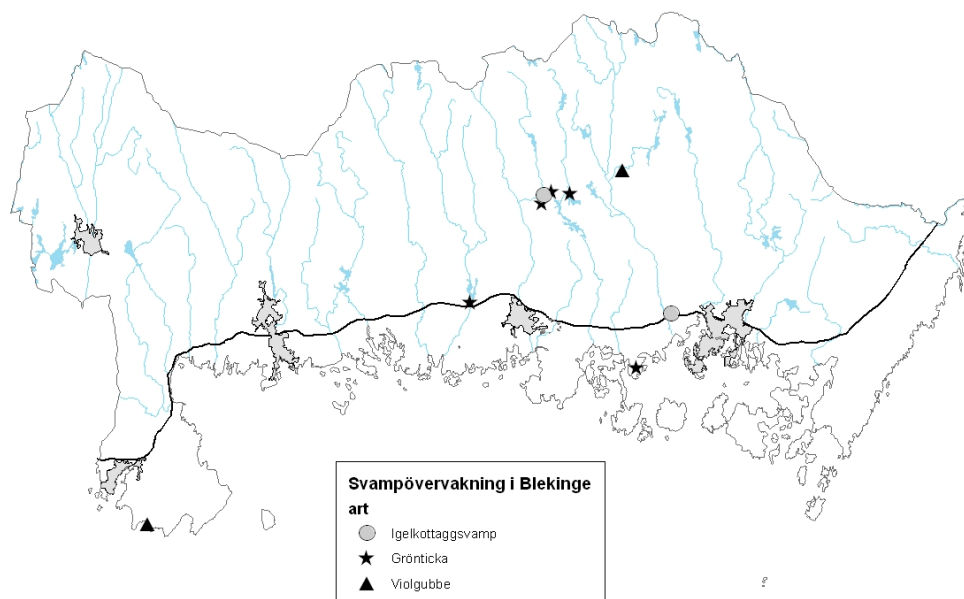 Svampövervakning i Blekinge
art
Igelkottaggsvamp
Grönticka
Violgubbe